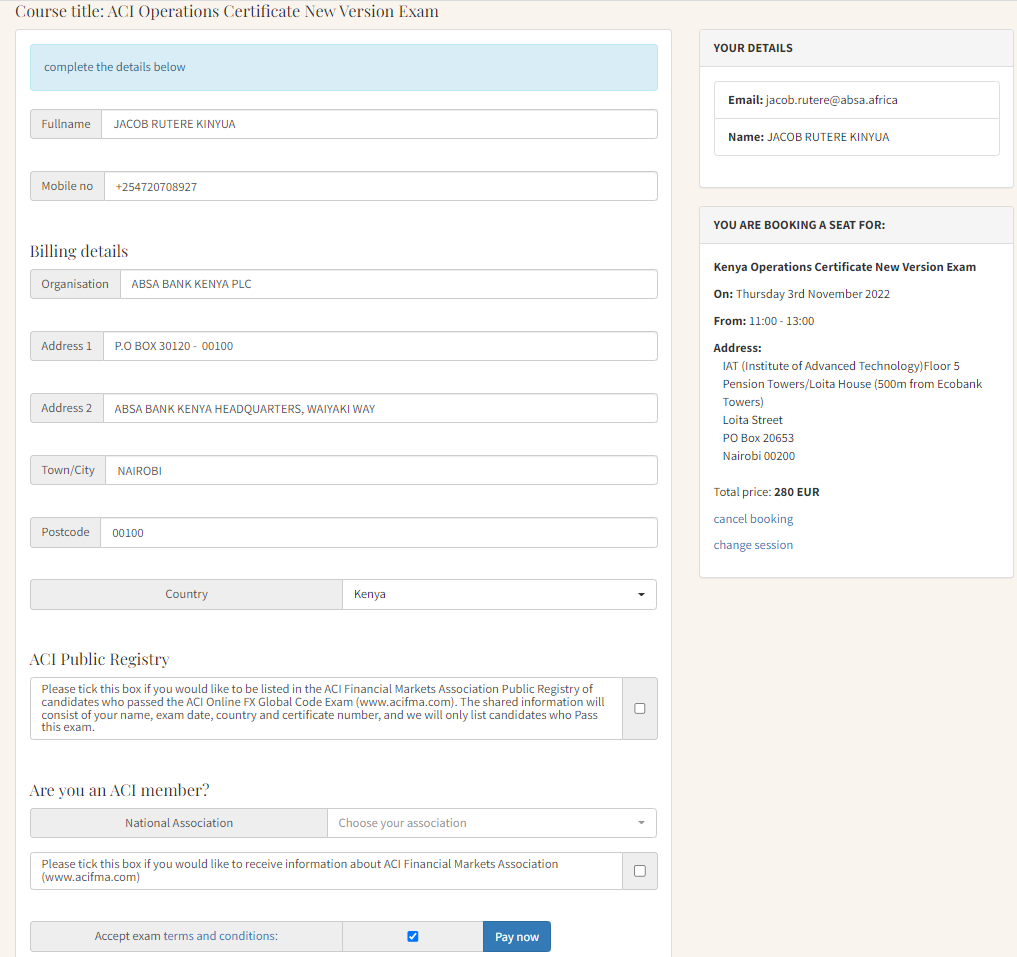 Course title: ACI Operations Certificate New Version Exam
complete the details below
Fullname JACOB RUTERE KINYUA
Mobile no +254720708927
Billing details
Organisation ABSA BANK KENYA PLC
Address 1 P.O BOX 30120 - 00100
Address 2 ABSA BANK KENYA HEADQUARTERS, WAIYAKI WAY
Town/City NAIROBI
Postcode 00100
Country Kenya
ACI Public Registry
Please tick this box if you would like to be listed in the ACI Financial Markets Association Public Registry of
candidates who passed the ACI Online FX Global Code Exam (www.acifma.com). The shared information will
consist of your name, exam date, country and certificate number, and we will only list candidates who Pass
this exam.
Are you an ACI member?
National Association Choose your association
Please tick this box if you would like to receive information about ACI Financial Markets Association
(www.acifma.com)
Accept exam terms and conditions: Pay now
YOUR DETAILS
Email: jacob.rutere@absa.africa
Name: JACOB RUTERE KINYUA
YOU ARE BOOKING A SEAT FOR:
Kenya Operations Certificate New Version Exam
On: Thursday 3rd November 2022
From: 11:00 - 13:00
Address:
IAT (Institute of Advanced Technology)Floor 5
Pension Towers/Loita House (500m from Ecobank
Towers)
Loita Street
PO Box 20653
Nairobi 00200
Total price: 280 EUR
cancel booking
change session